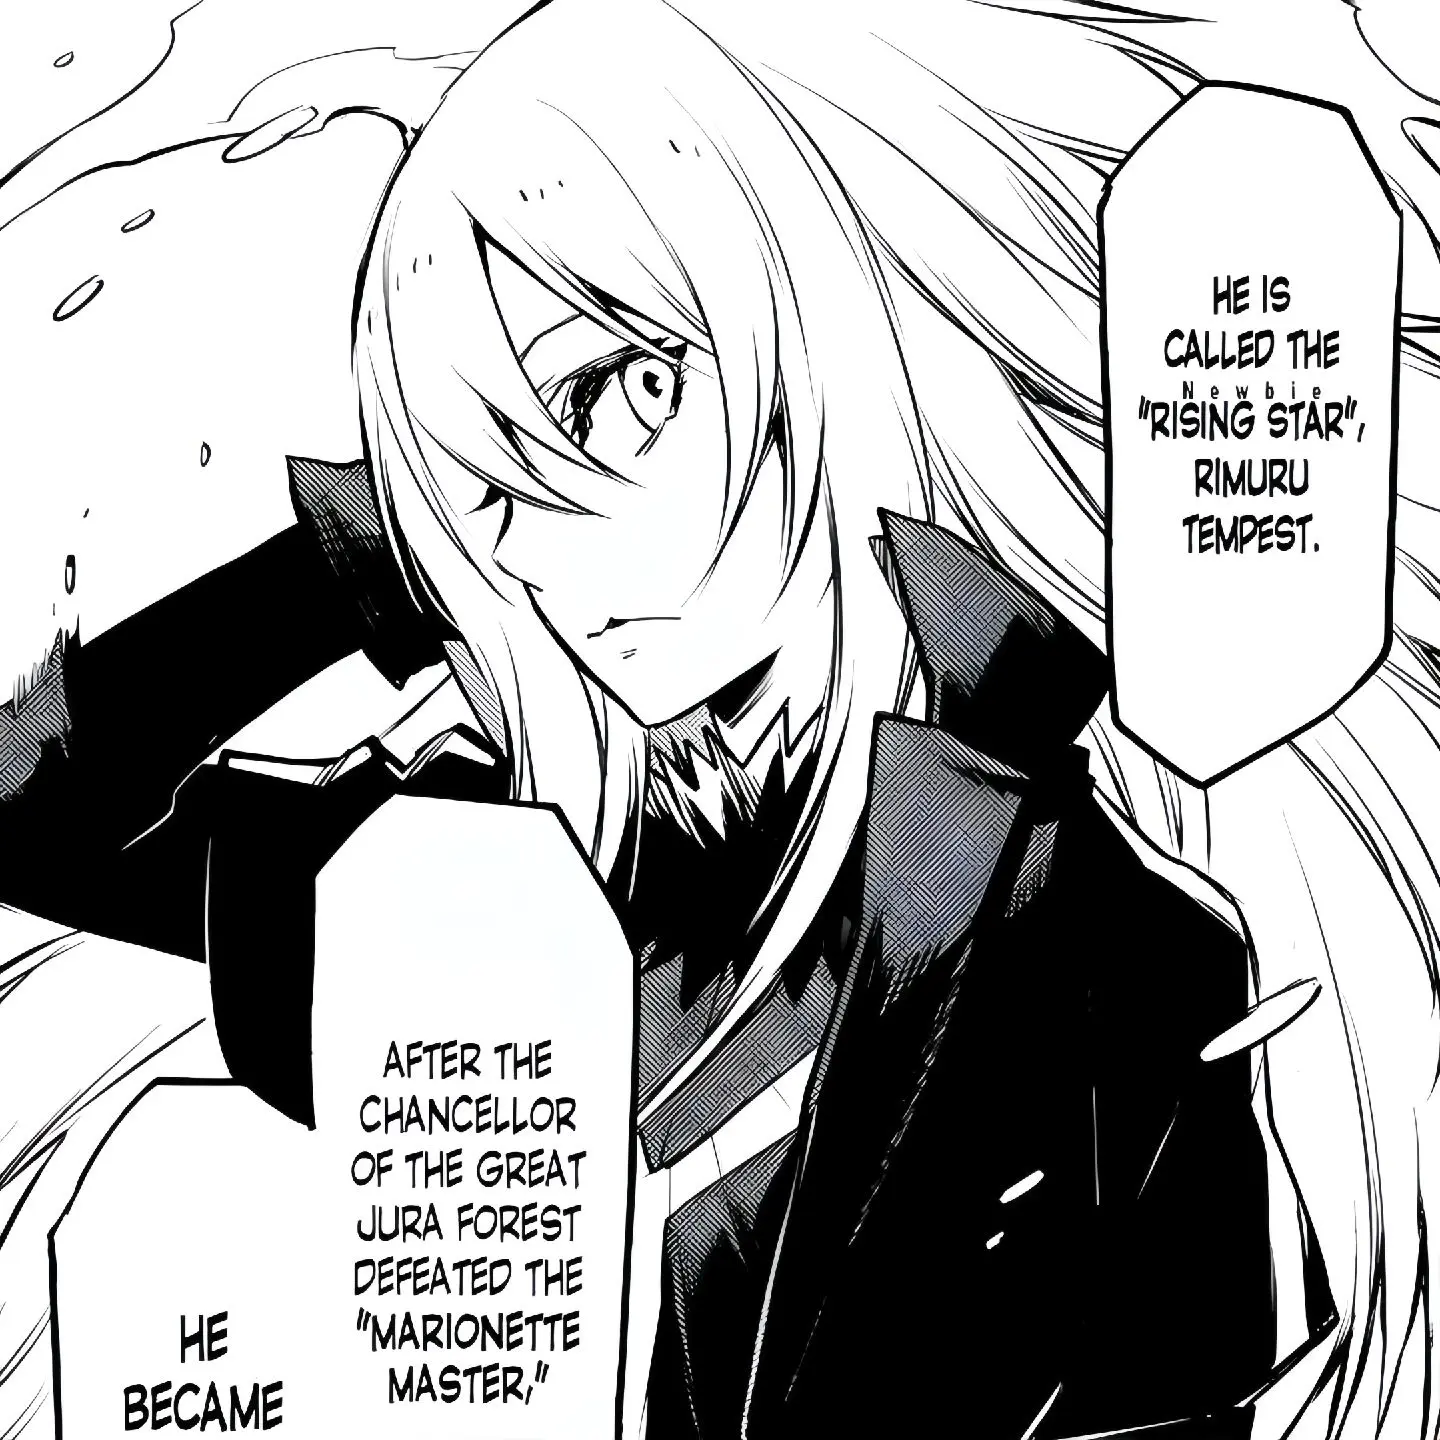 HE IS
CALLED THE
Newbie
"RISING STAR",
RIMURU
TEMPEST.
AFTER THE
CHANCELLOR
OF THE GREAT
JURA FOREST
DEFEATED THE
"MARIONETTE
MASTER,"
HE
BECAME